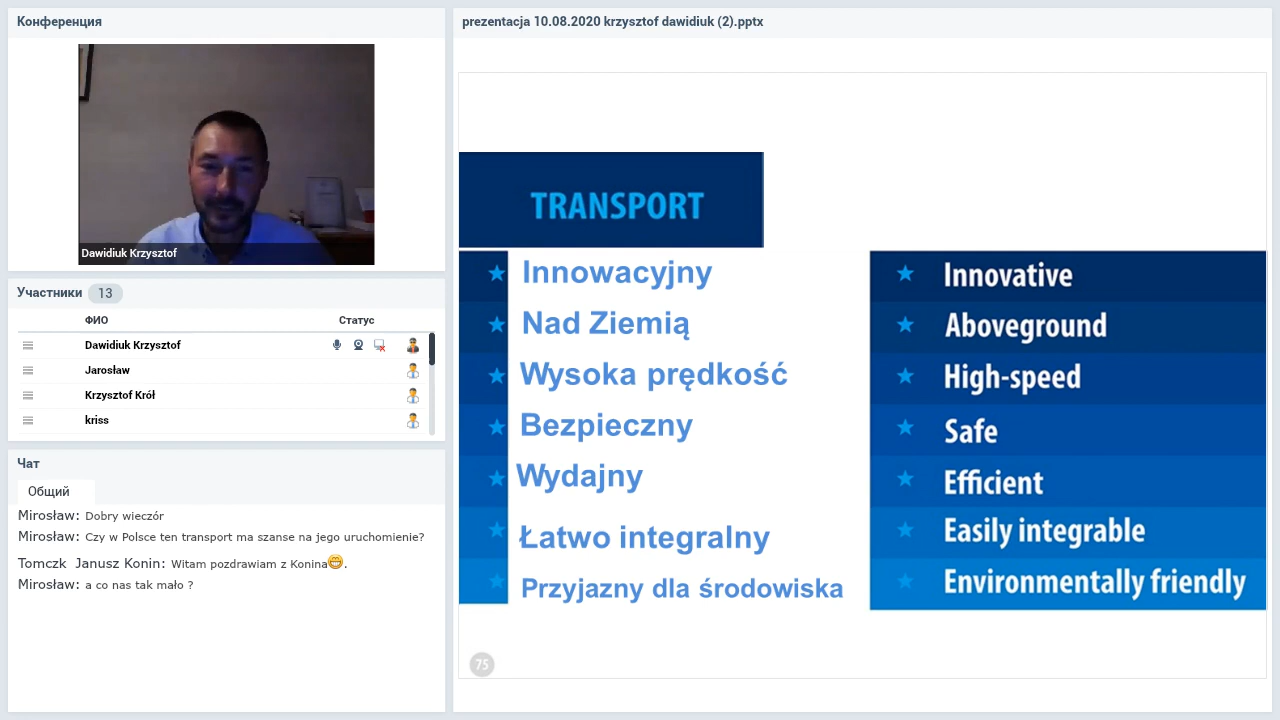 Конференция
Dawidiuk Krzysztof
Участники 13
ФИО Статус
Dawidiuk Krzysztof
Jarosław
Krzysztof Król
kriss
Чат
Общий
Mirosław: Dobry wieczór
Mirosław: Czy w Polsce ten transport ma szanse na jego uruchomienie?
Tomczk Janusz Konin: Witam pozdrawiam z Konina😁.
Mirosław: a co nas tak mało ?
prezentacja 10.08.2020 krzysztof dawidiuk (2).pptx
TRANSPORT
Innowacyjny
Nad Ziemią
Wysoka prędkość
Bezpieczny
Wydajny
Łatwo integralny
Przyjazny dla środowiska
Innovative
Aboveground
High-speed
Safe
Efficient
Easily integrable
Environmentally friendly
75